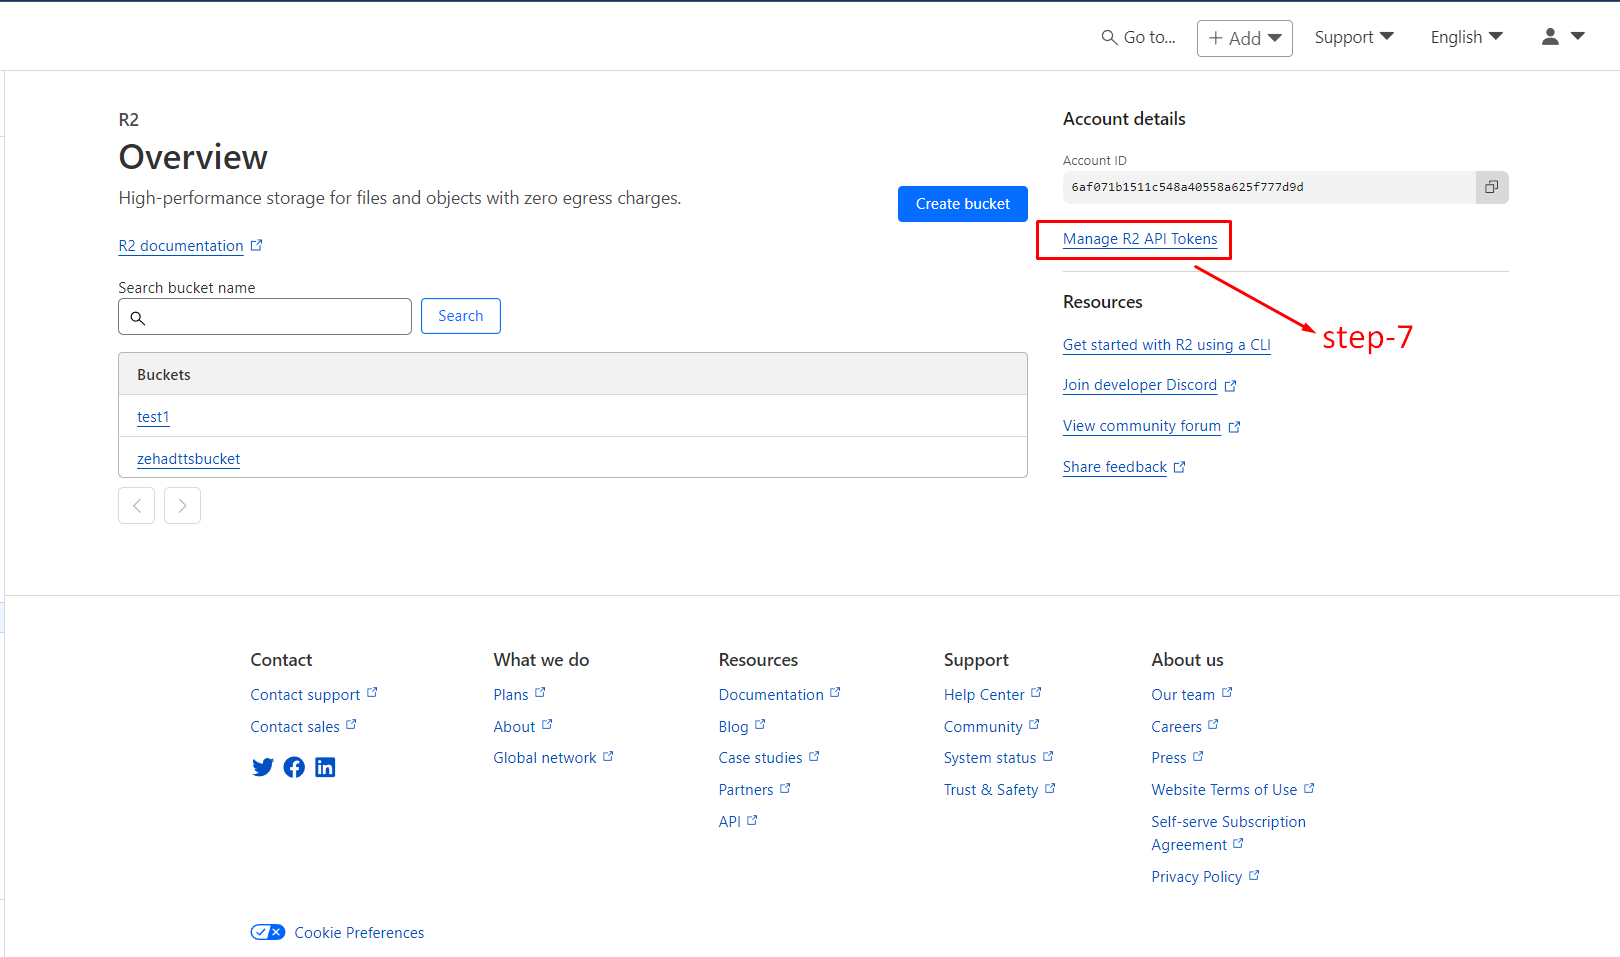 Go to...
+ Add
Support
English
R2
Overview
High-performance storage for files and objects with zero egress charges.
Create bucket
R2 documentation
Search bucket name
Search
Buckets
test1
zehadttsbucket
Account details
Account ID
6af071b1511c548a40558a625f777d9d
Manage R2 API Tokens
step-7
Resources
Get started with R2 using a CLI
Join developer Discord
View community forum
Share feedback
Contact
Contact support
Contact sales
What we do
Plans
About
Global network
Resources
Documentation
Blog
Case studies
Partners
API
Support
Help Center
Community
System status
Trust & Safety
About us
Our team
Careers
Press
Website Terms of Use
Self-serve Subscription
Agreement
Privacy Policy
Cookie Preferences